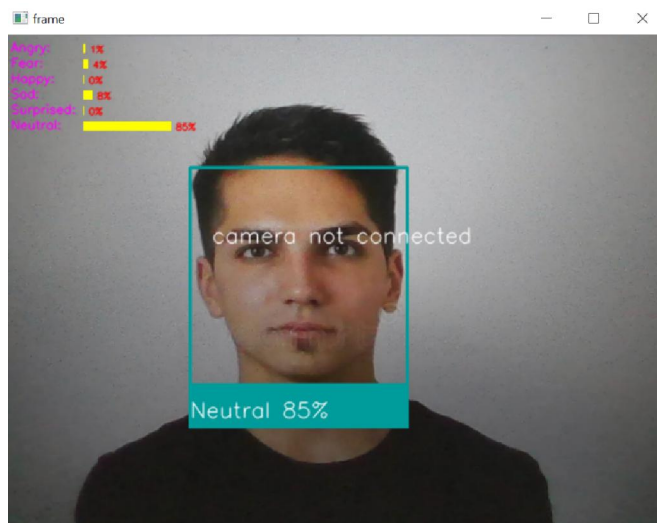 frame
Angry: 1%
Fear: 4%
Happy: 0%
Sad: 8%
Surprised: 0%
Neutral: 85%
camera not connected
Neutral 85%